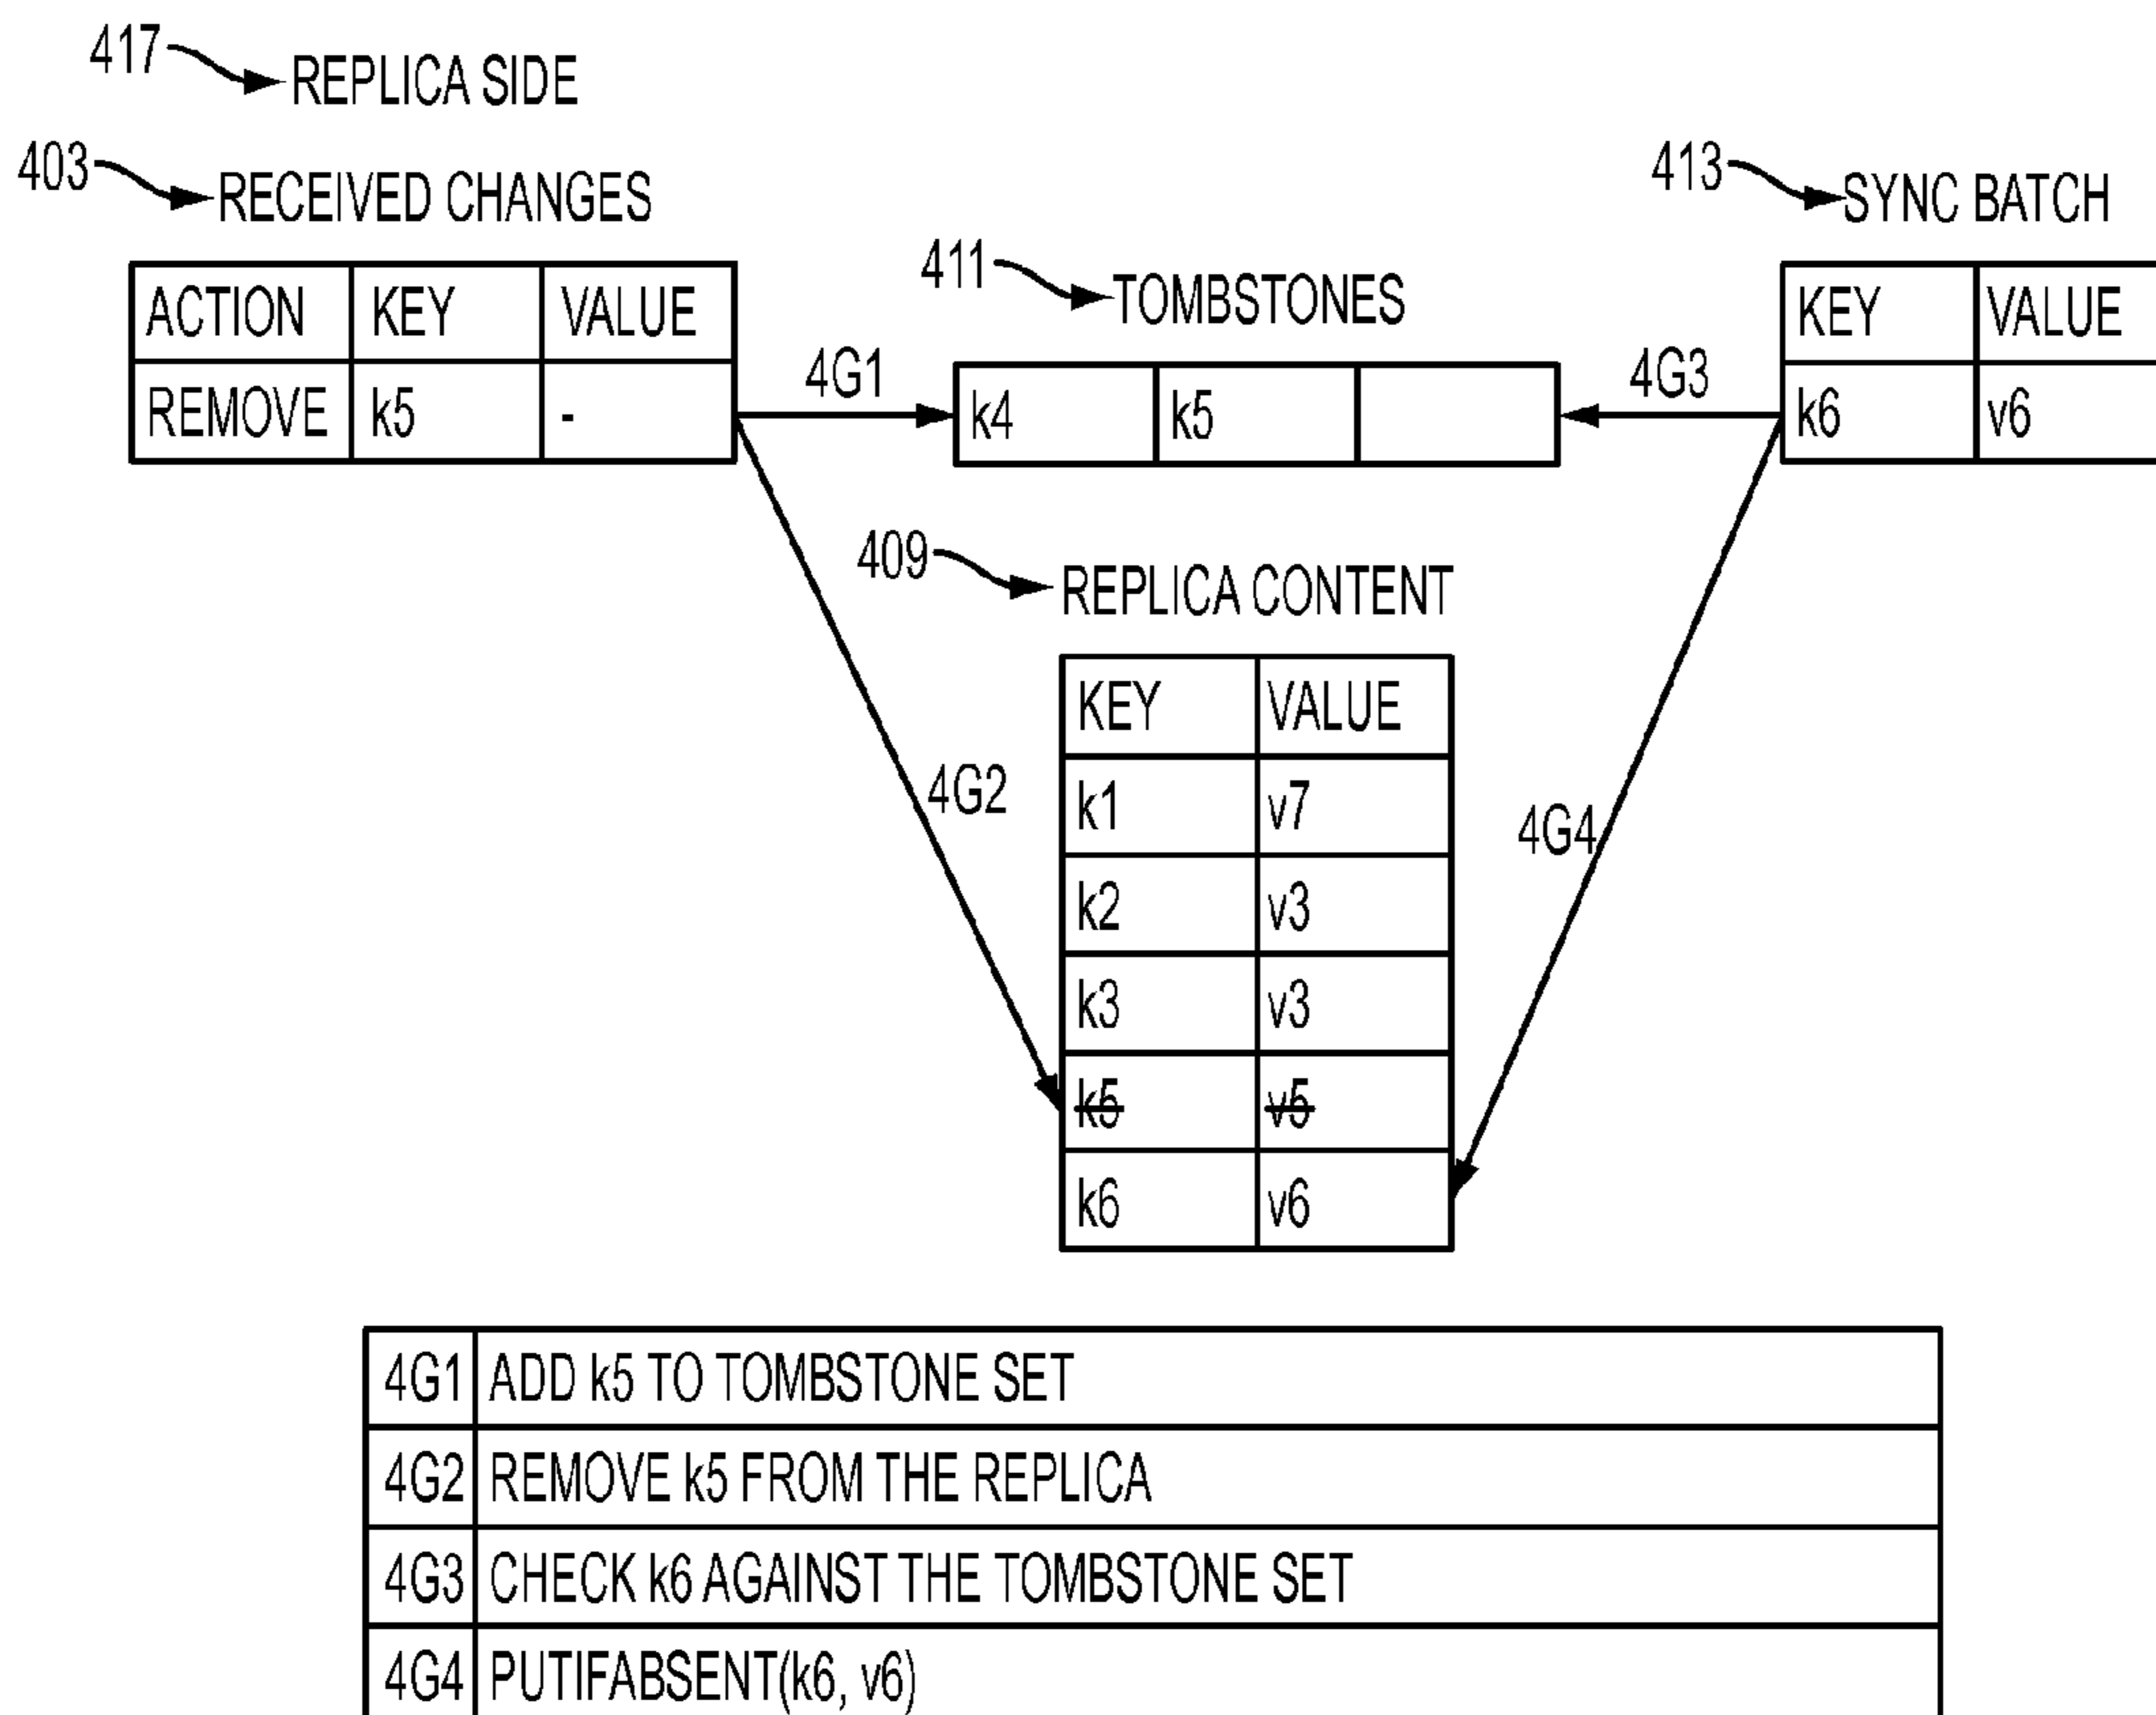 417
REPLICA SIDE
403
RECEIVED CHANGES
ACTION KEY VALUE
REMOVE k5 -
4G1
411
TOMBSTONES
k4 k5
4G3
413
SYNC BATCH
KEY VALUE
k6 v6
409
REPLICA CONTENT
KEY VALUE
k1 v7
k2 v3
k3 v3
k5 v5
k6 v6
4G2
4G4
4G1 ADD k5 TO TOMBSTONE SET
4G2 REMOVE k5 FROM THE REPLICA
4G3 CHECK k6 AGAINST THE TOMBSTONE SET
4G4 PUTIFABSENT(k6, v6)